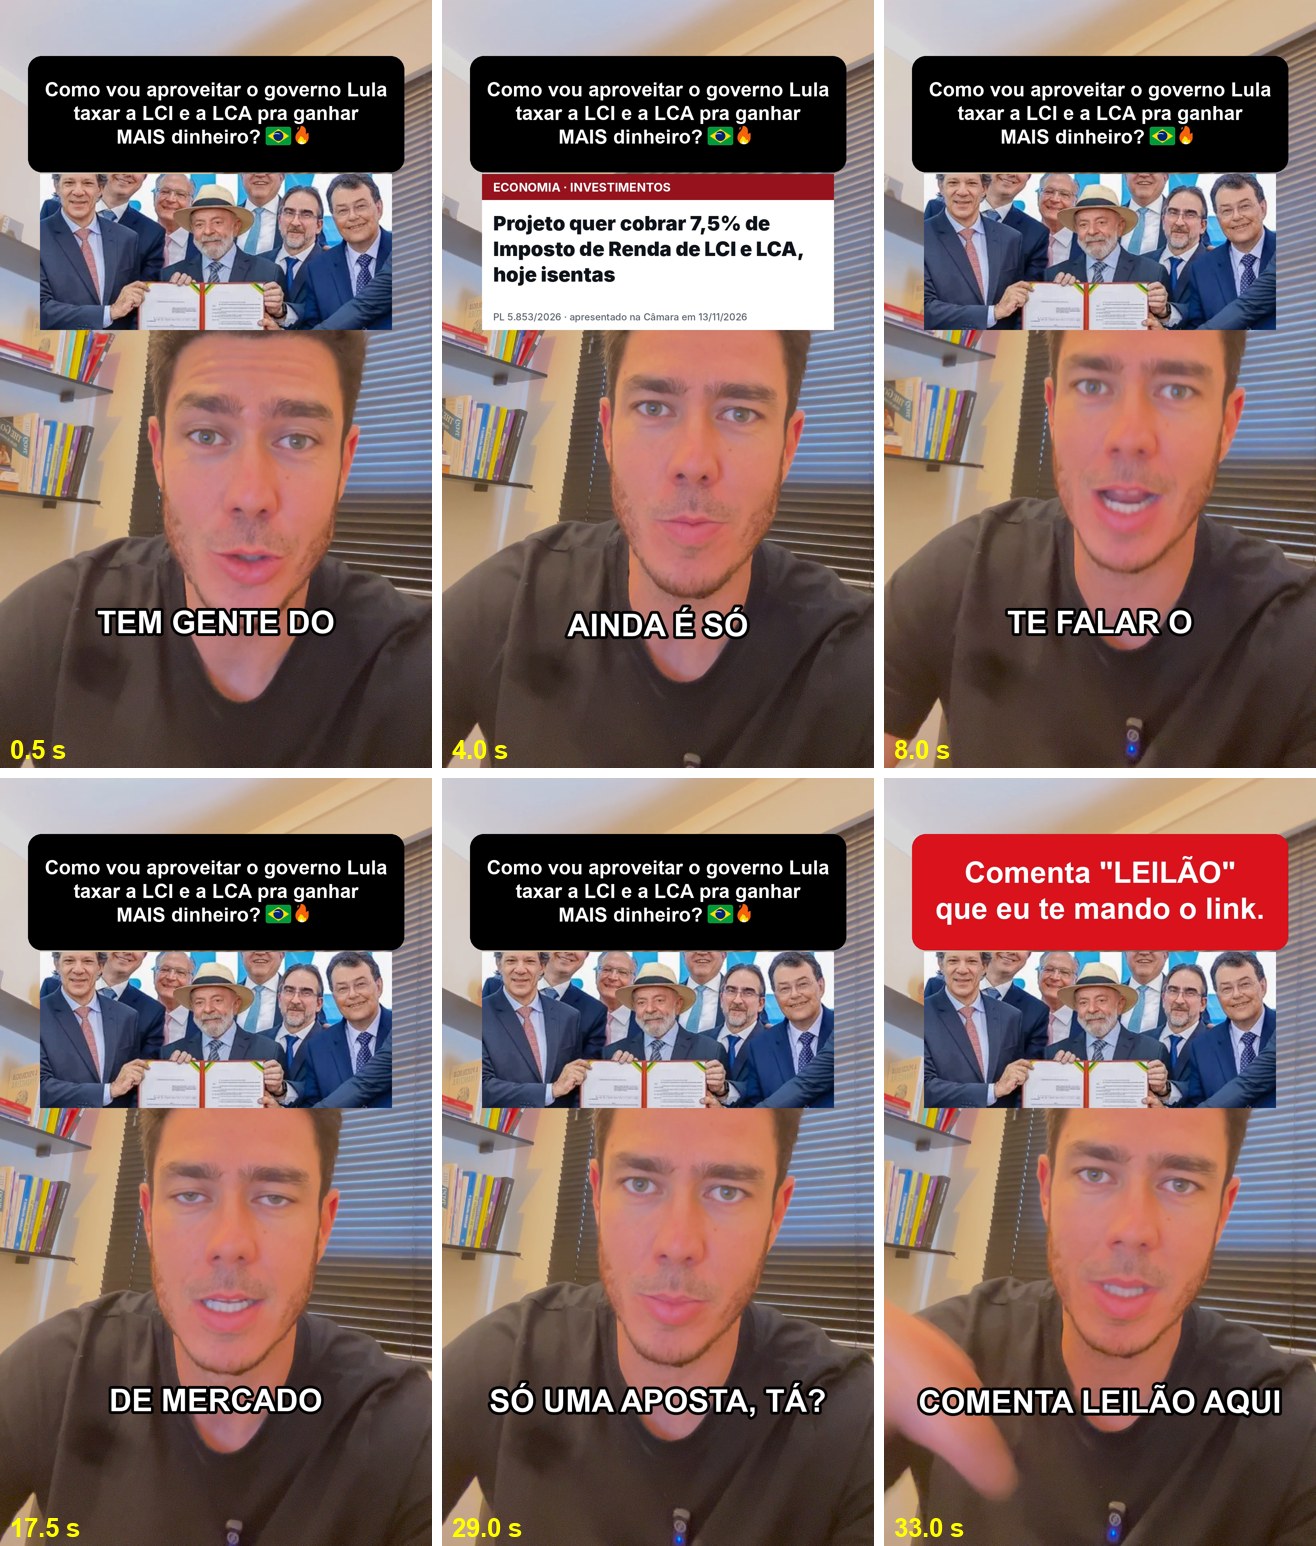 Como vou aproveitar o governo Lula
taxar a LCI e a LCA pra ganhar
MAIS dinheiro? 🇧🇷🔥
TEM GENTE DO
0.5 s
Como vou aproveitar o governo Lula
taxar a LCI e a LCA pra ganhar
MAIS dinheiro? 🇧🇷🔥
ECONOMIA · INVESTIMENTOS
Projeto quer cobrar 7,5% de
Imposto de Renda de LCI e LCA,
hoje isentas
PL 5.853/2026 · apresentado na Câmara em 13/11/2026
AINDA É SÓ
4.0 s
Como vou aproveitar o governo Lula
taxar a LCI e a LCA pra ganhar
MAIS dinheiro? 🇧🇷🔥
TE FALAR O
8.0 s
Como vou aproveitar o governo Lula
taxar a LCI e a LCA pra ganhar
MAIS dinheiro? 🇧🇷🔥
DE MERCADO
17.5 s
Como vou aproveitar o governo Lula
taxar a LCI e a LCA pra ganhar
MAIS dinheiro? 🇧🇷🔥
SÓ UMA APOSTA, TÁ?
29.0 s
Comenta "LEILÃO"
que eu te mando o link.
COMENTA LEILÃO AQUI
33.0 s